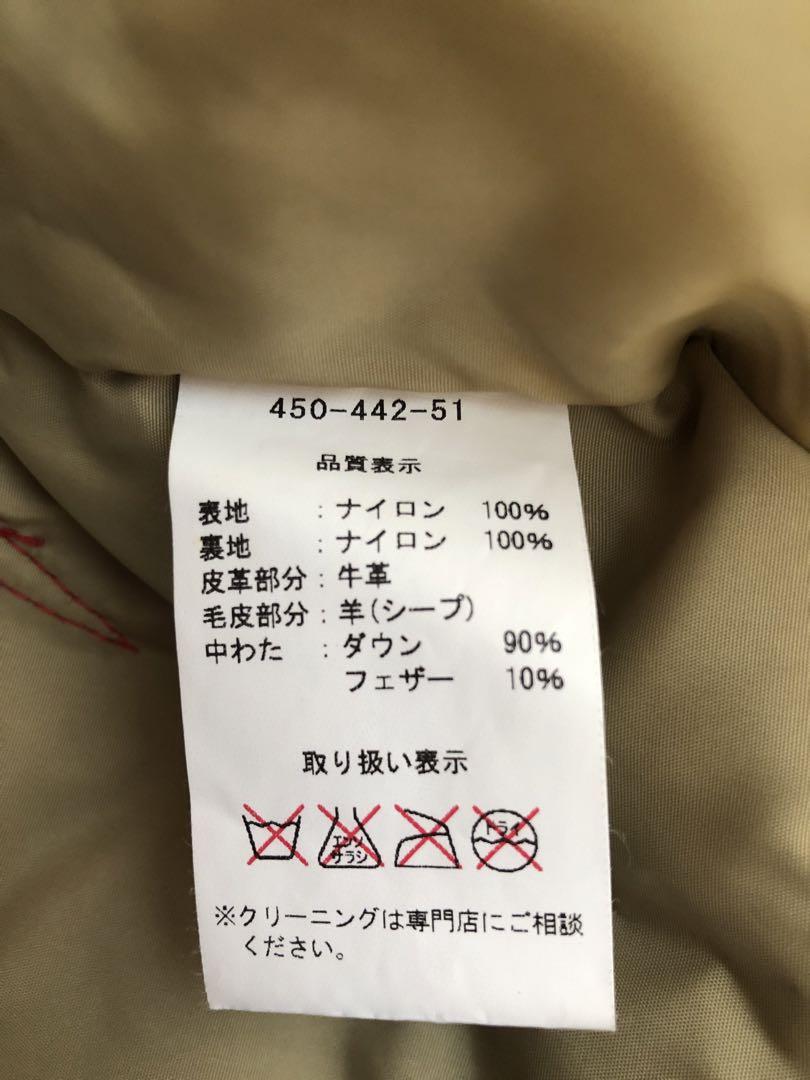 450-442-51
品質表示
表地 : ナイロン 100%
裏地 : ナイロン 100%
皮革部分 : 牛革
毛皮部分 : 羊(シープ)
中わた : ダウン 90%
フェザー 10%
取り扱い表示
エンソ
サラシ
ドライ
※クリーニングは専門店にご相談
ください。